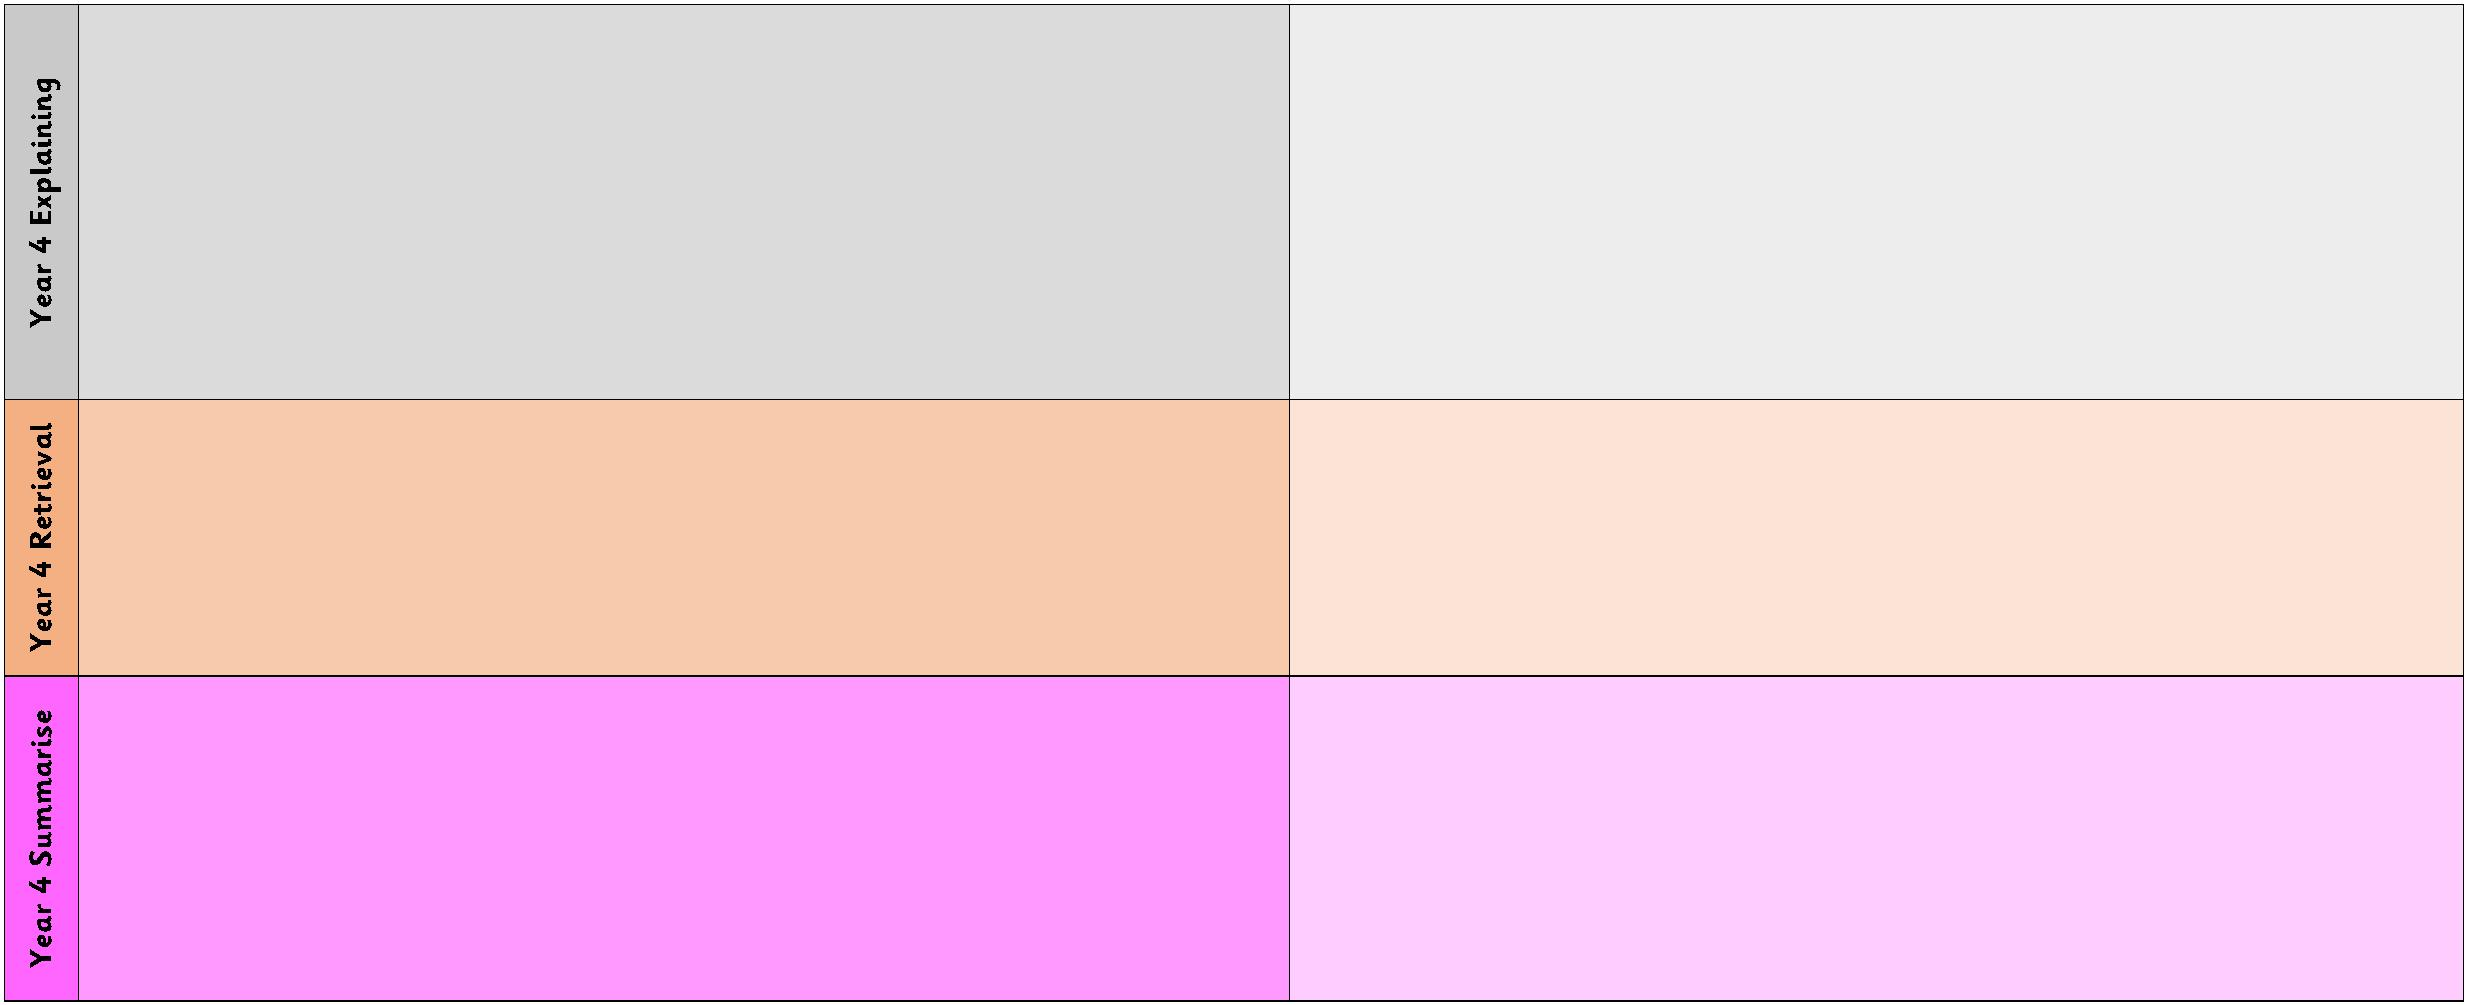 Year 4 Explaining
Year 4 Retrieval
Year 4 Summarise